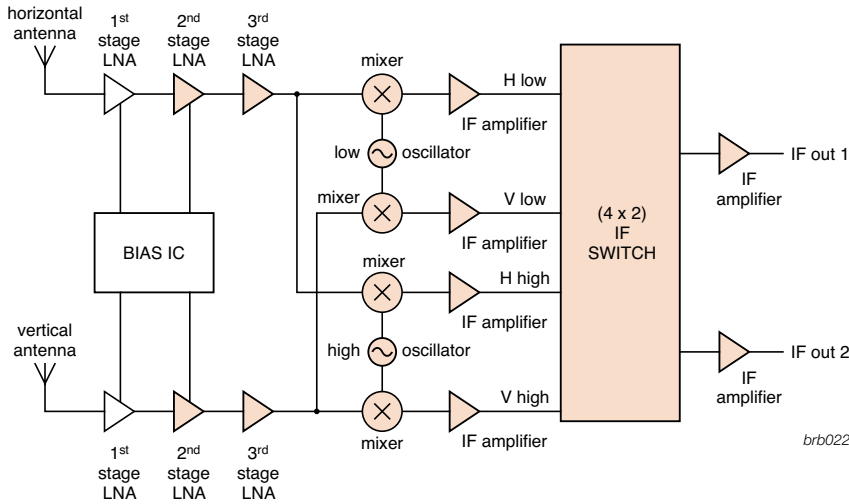 horizontal
antenna
1st
stage
LNA
2nd
stage
LNA
3rd
stage
LNA
mixer
H low
IF amplifier
low
oscillator
IF out 1
IF
amplifier
mixer
V low
IF amplifier
(4 x 2)
IF
SWITCH
BIAS IC
mixer
H high
IF amplifier
vertical
antenna
high
oscillator
IF out 2
IF
amplifier
V high
mixer
IF amplifier
1st
stage
LNA
2nd
stage
LNA
3rd
stage
LNA
brb022